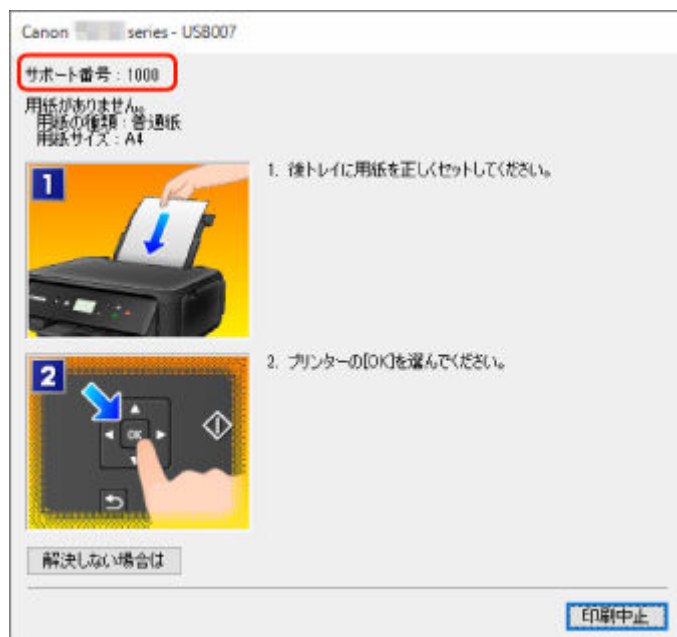 Canon series - USB007
サポート番号 : 1000
用紙がありません。
用紙の種類 : 普通紙
用紙サイズ : A4
1
1. 後トレイに用紙を正しくセットしてください。
2
2. プリンターの[OK]を選んでください。
OK
解決しない場合は
印刷中止